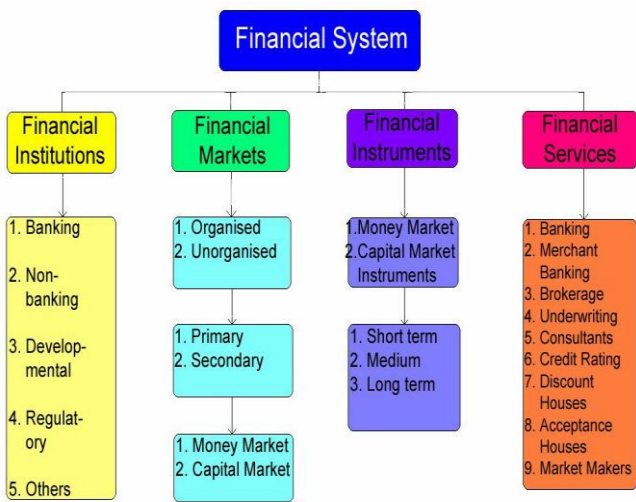 Financial System
Financial
Institutions
Financial
Markets
Financial
Instruments
Financial
Services
1. Banking
2. Non-
banking
3. Develop-
mental
4. Regulat-
ory
5. Others
1. Organised
2. Unorganised
1. Primary
2. Secondary
1. Money Market
2. Capital Market
1.Money Market
2.Capital Market
Instruments
1. Short term
2. Medium
3. Long term
1. Banking
2. Merchant
Banking
3. Brokerage
4. Underwriting
5. Consultants
6. Credit Rating
7. Discount
Houses
8. Acceptance
Houses
9. Market Makers